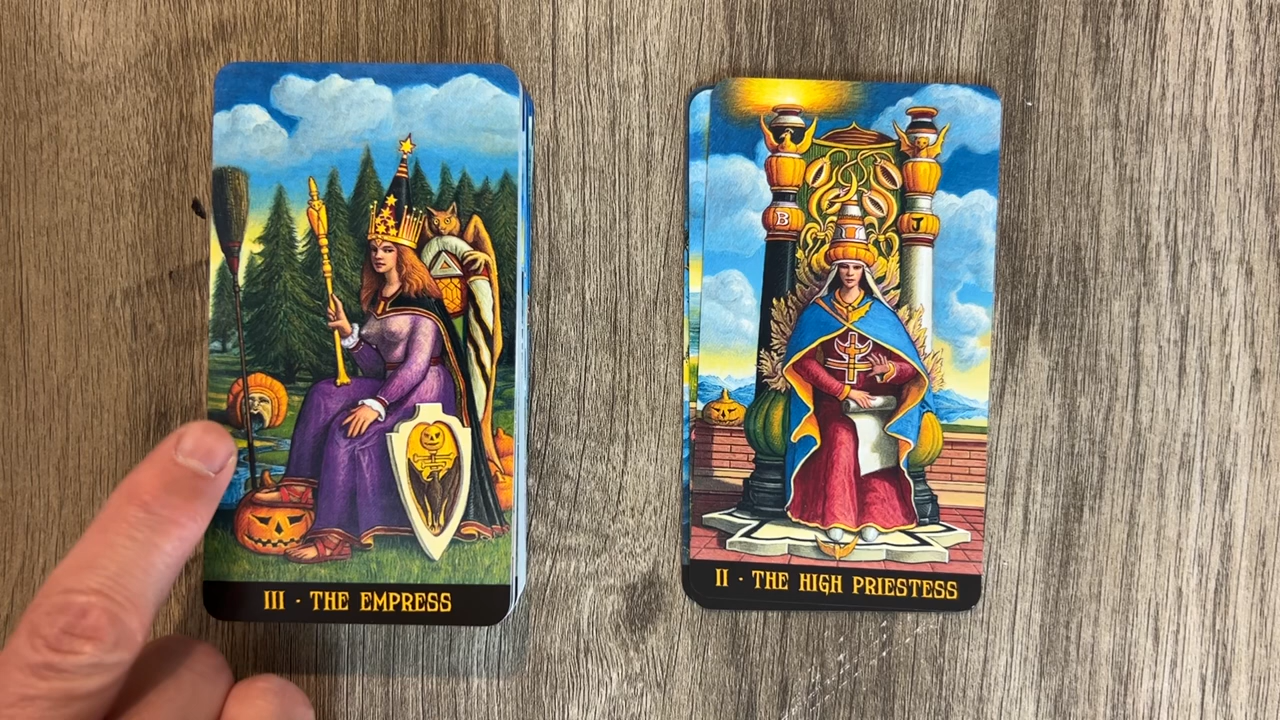 III · THE EMPRESS
B J
II · THE HIGH PRIESTESS